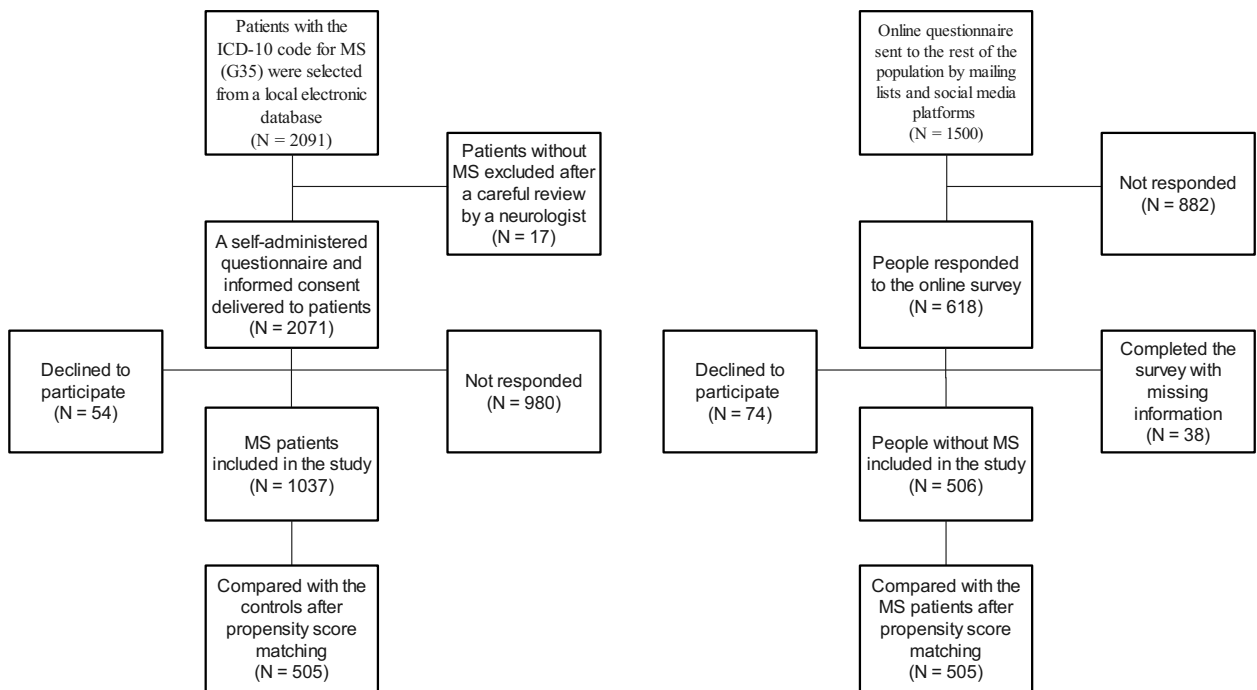 Patients with the
ICD-10 code for MS
(G35) were selected
from a local electronic
database
(N = 2091)
Patients without
MS excluded after
a careful review
by a neurologist
(N = 17)
A self-administered
questionnaire and
informed consent
delivered to patients
(N = 2071)
Declined to
participate
(N = 54)
Not responded
(N = 980)
MS patients
included in the study
(N = 1037)
Compared with the
controls after
propensity score
matching
(N = 505)
Online questionnaire
sent to the rest of the
population by mailing
lists and social media
platforms
(N = 1500)
Not responded
(N = 882)
People responded
to the online survey
(N = 618)
Declined to
participate
(N = 74)
Completed the
survey with
missing
information
(N = 38)
People without MS
included in the study
(N = 506)
Compared with the
MS patients after
propensity score
matching
(N = 505)